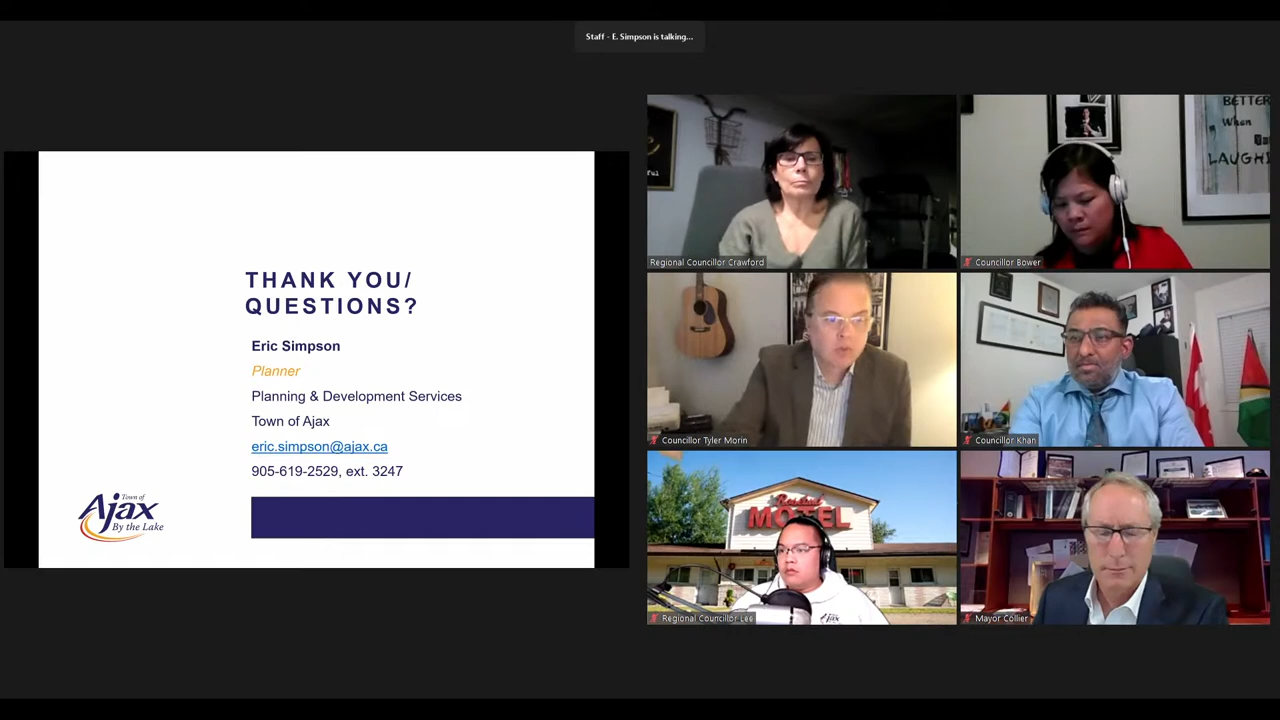 Staff - E. Simpson is talking...
THANK YOU/
QUESTIONS?
Eric Simpson
Planner
Planning & Development Services
Town of Ajax
eric.simpson@ajax.ca
905-619-2529, ext. 3247
Town of
Ajax
By the Lake
Regional Councillor Crawford
BETTER
When
LAUGHI
Councillor Bower
Councillor Tyler Morin
Councillor Khan
MOTEL
Regional Councillor Lee
Mayor Collier